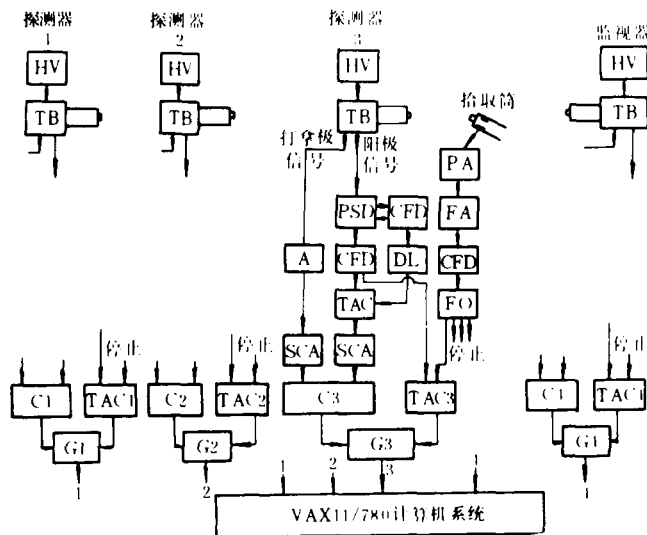 探测器 探测器 探测器 监视器
1 2 3
HV HV HV HV
TB TB TB TB
拾取筒
打拿极 阳极
信号 信号
PA
PSD CFD FA
A CFD DL CFD
TAC FO
停止 停止 SCA SCA 停止 停止
C1 TAC1 C2 TAC2 C3 TAC3 C4 TAC4
G1 G2 G3 G4
1 2 1 2 3 1 1
VAX11/780计算机系统